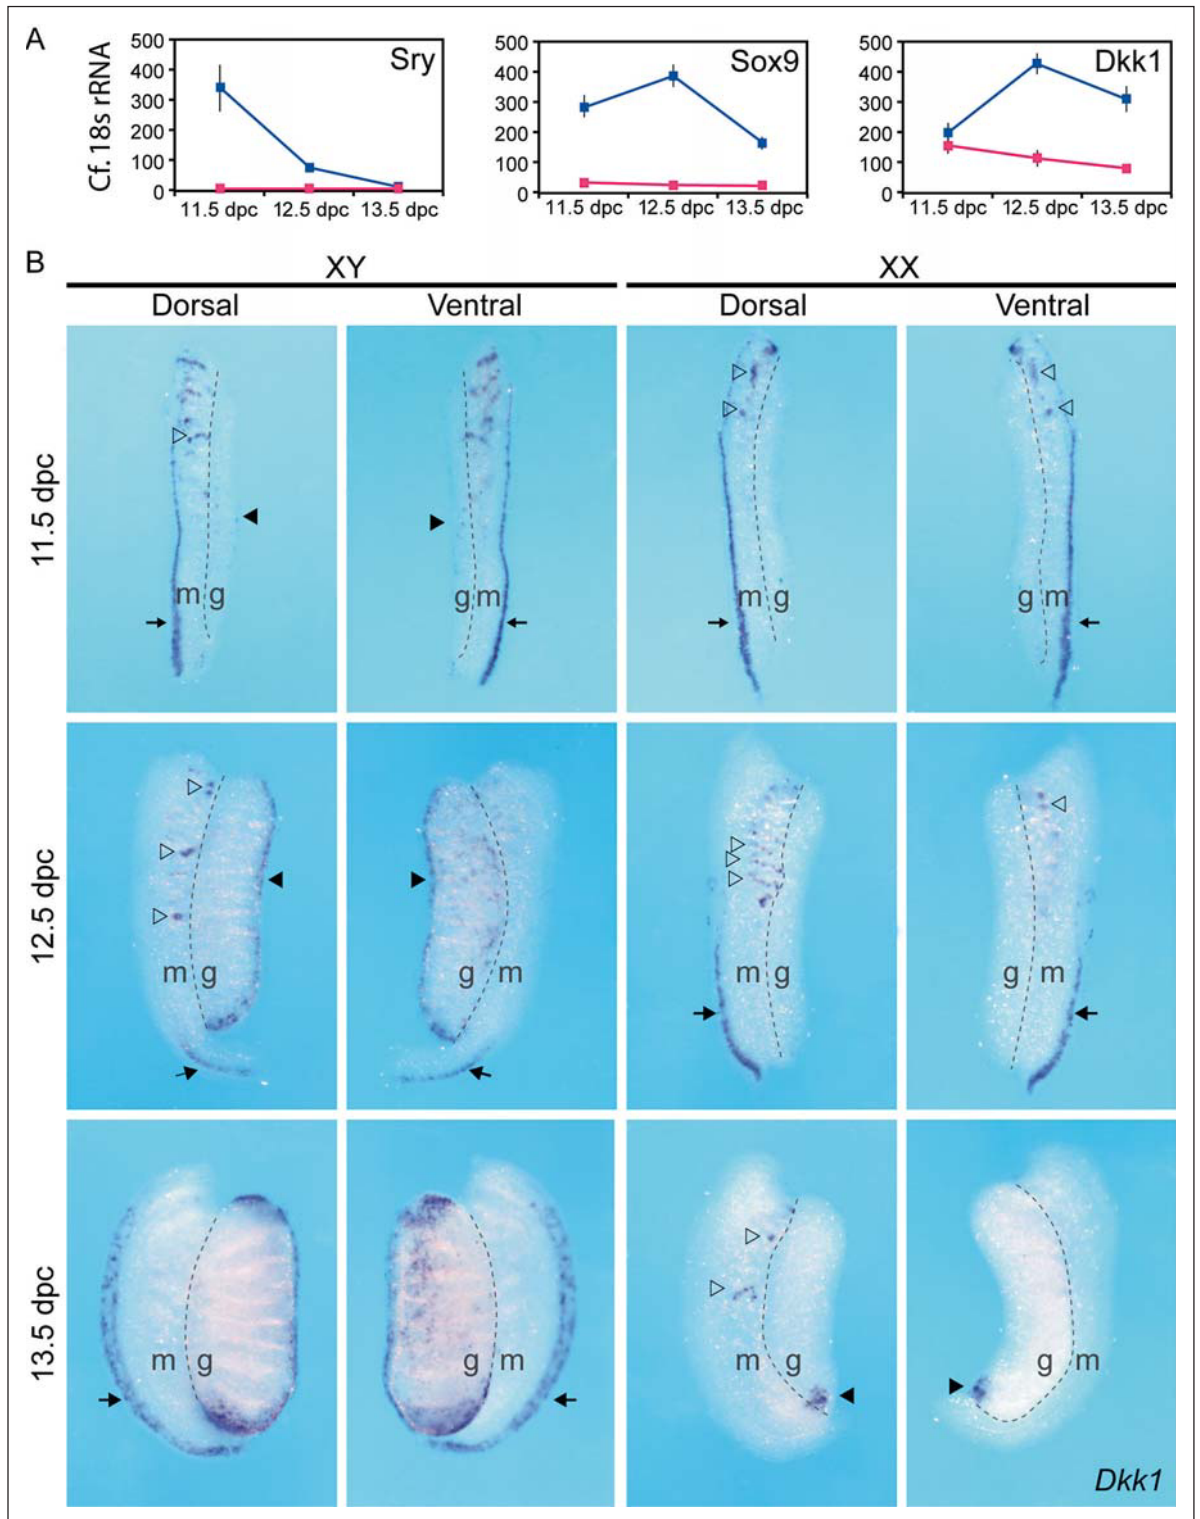 A
Cf. 18s rRNA
500
400
300
200
100
0
Sry
11.5 dpc 12.5 dpc 13.5 dpc
500
400
300
200
100
0
Sox9
11.5 dpc 12.5 dpc 13.5 dpc
500
400
300
200
100
0
Dkk1
11.5 dpc 12.5 dpc 13.5 dpc
B
XY XX
Dorsal Ventral Dorsal Ventral
11.5 dpc
m g g m m g g m
12.5 dpc
m g g m m g g m
13.5 dpc
m g g m m g g m
Dkk1